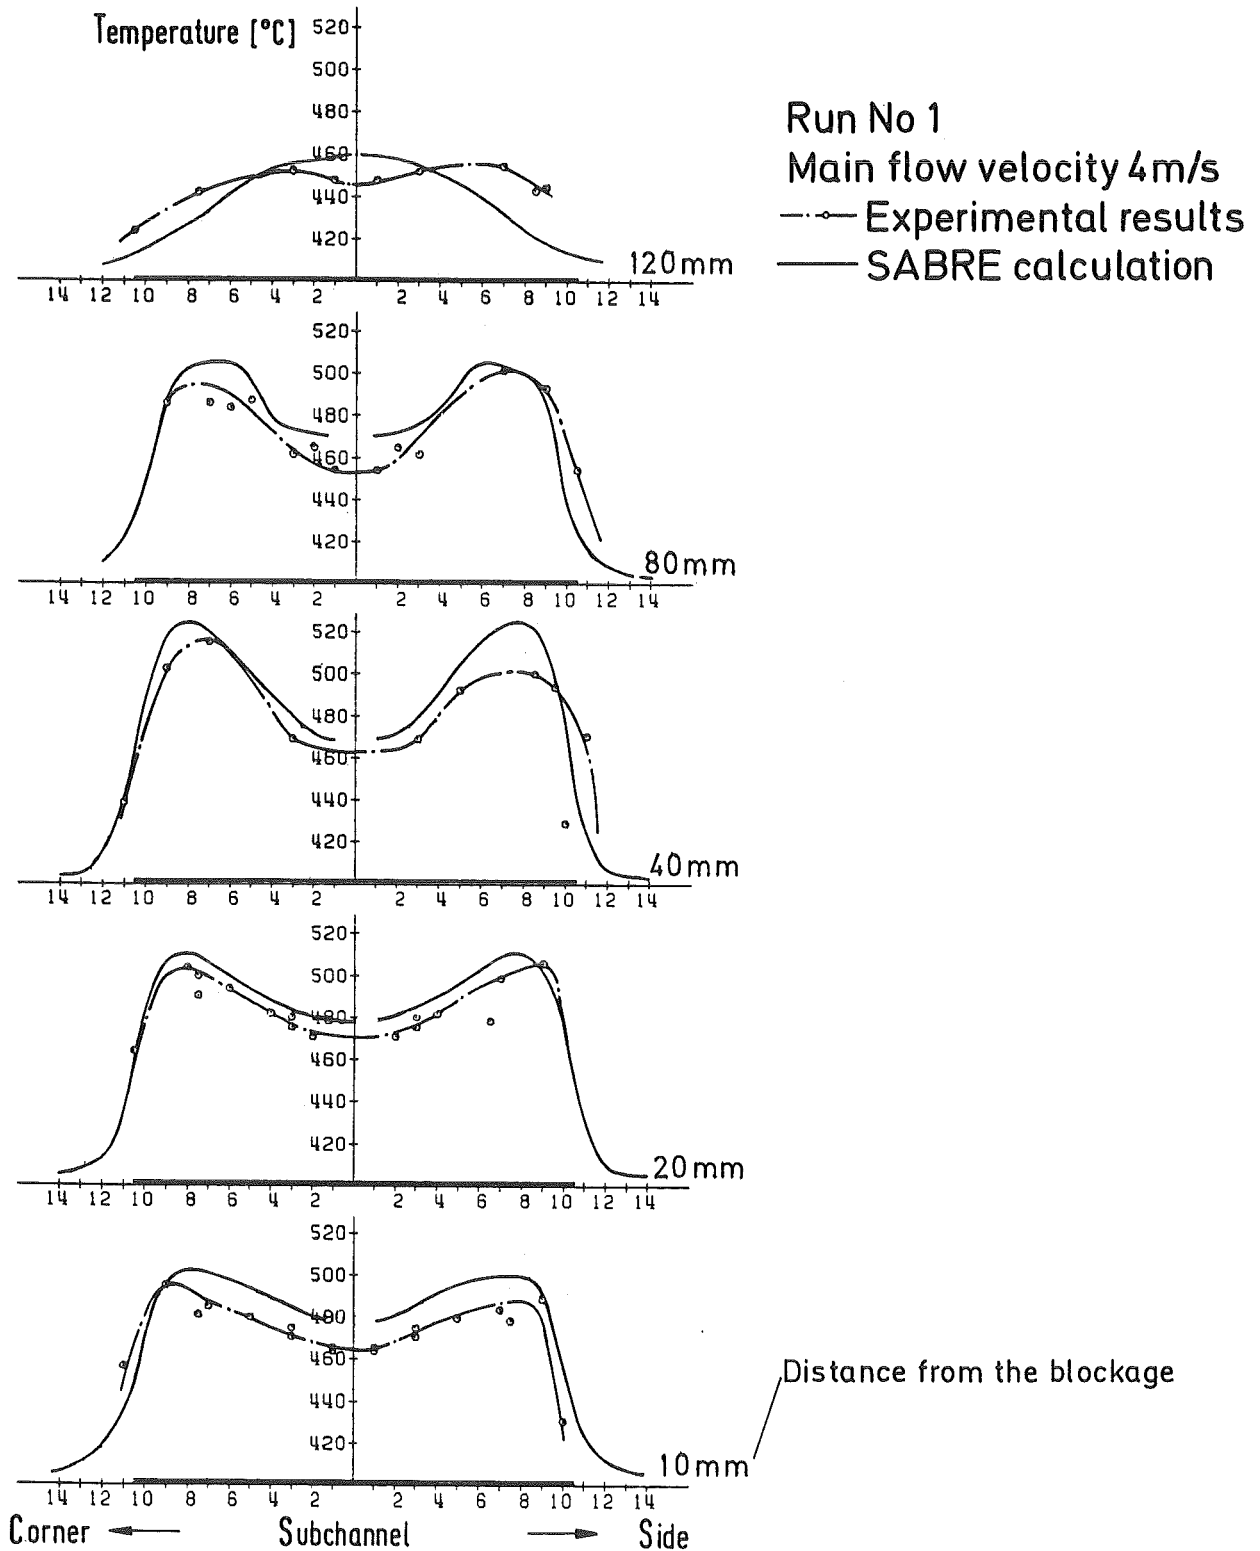 Temperature [°C]
520
500
480
460
440
420
120mm
14 12 10 8 6 4 2 2 4 6 8 10 12 14
Run No 1
Main flow velocity 4m/s
Experimental results
SABRE calculation
520
500
480
460
440
420
80mm
14 12 10 8 6 4 2 2 4 6 8 10 12 14
520
500
480
460
440
420
40mm
14 12 10 8 6 4 2 2 4 6 8 10 12 14
520
500
480
460
440
420
20mm
14 12 10 8 6 4 2 2 4 6 8 10 12 14
520
500
480
460
440
420
10mm
Distance from the blockage
14 12 10 8 6 4 2 2 4 6 8 10 12 14
Corner Subchannel Side